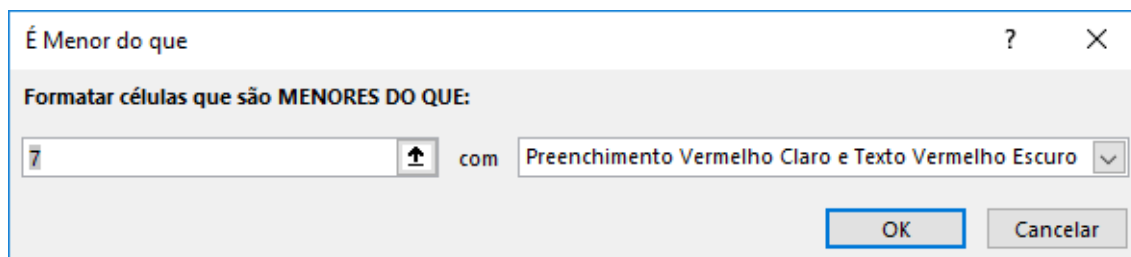 É Menor do que ?
Formatar células que são MENORES DO QUE:
7 com Preenchimento Vermelho Claro e Texto Vermelho Escuro
OK Cancelar